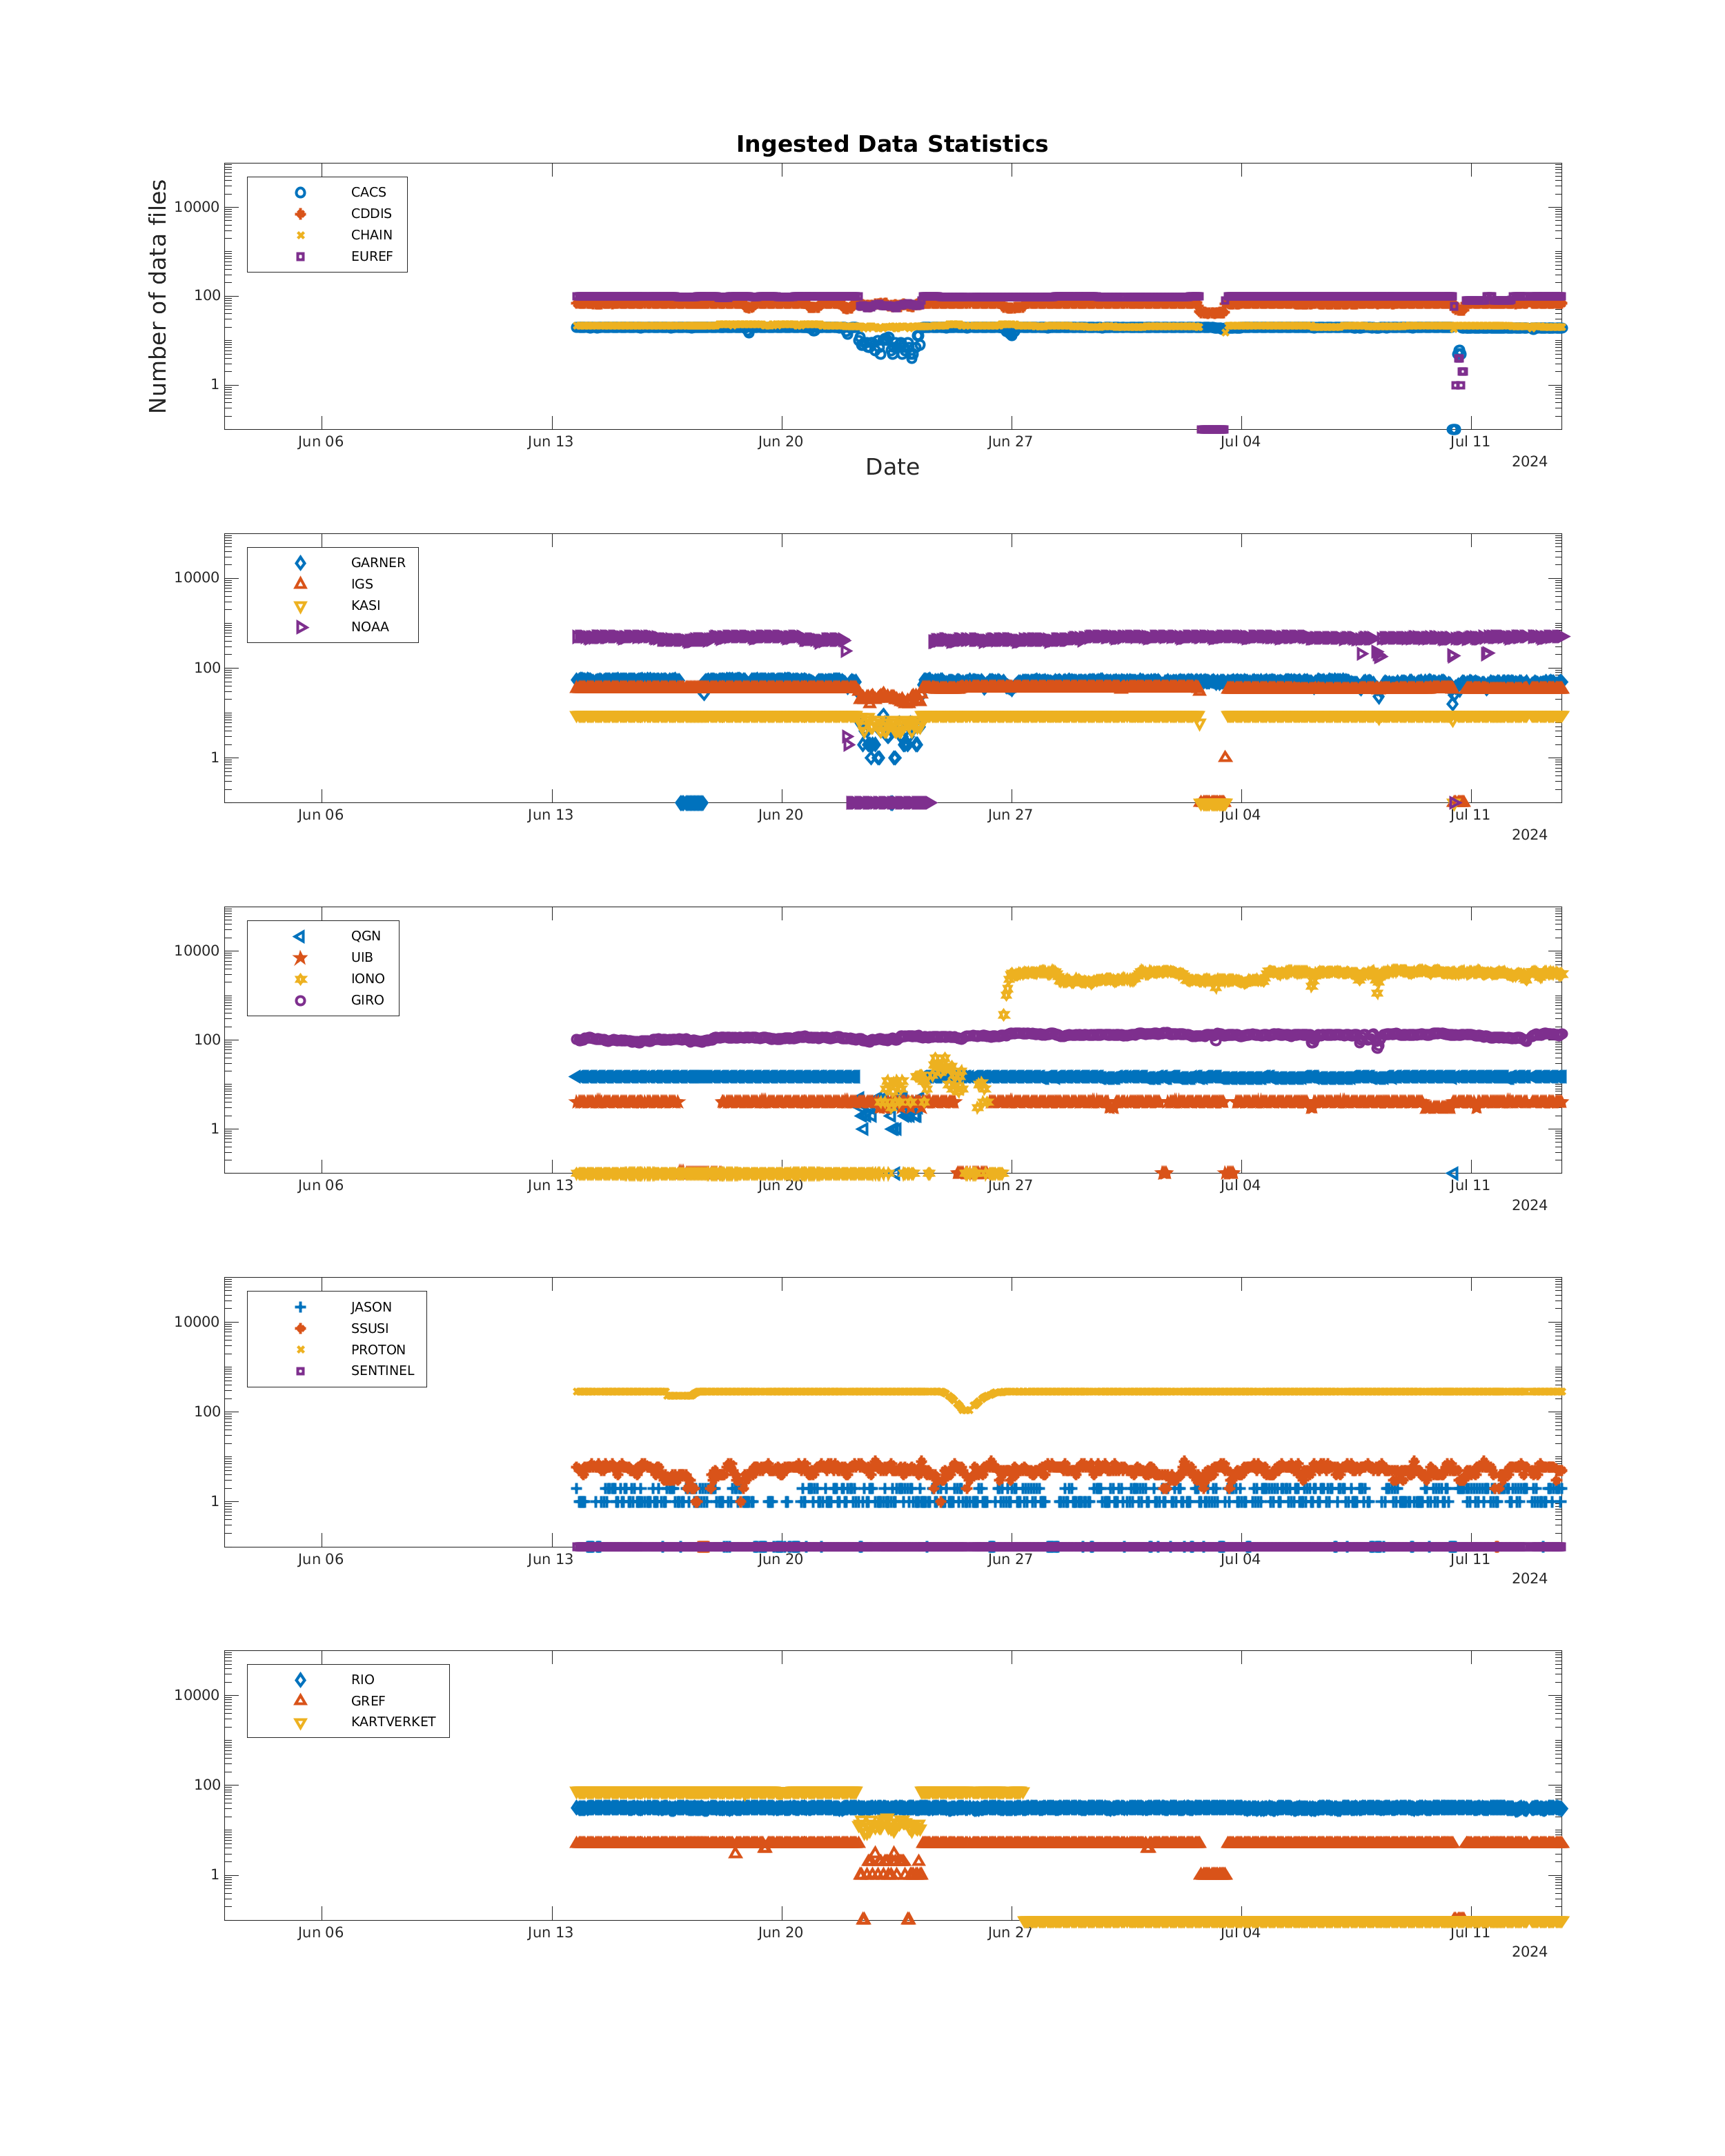 Ingested Data Statistics
Number of data files
10000
100
1
CACS
CDDIS
CHAIN
EUREF
Jun 06 Jun 13 Jun 20 Jun 27 Jul 04 Jul 11
2024
Date
10000
100
1
GARNER
IGS
KASI
NOAA
Jun 06 Jun 13 Jun 20 Jun 27 Jul 04 Jul 11
2024
10000
100
1
QGN
UIB
IONO
GIRO
Jun 06 Jun 13 Jun 20 Jun 27 Jul 04 Jul 11
2024
10000
100
1
JASON
SSUSI
PROTON
SENTINEL
Jun 06 Jun 13 Jun 20 Jun 27 Jul 04 Jul 11
2024
10000
100
1
RIO
GREF
KARTVERKET
Jun 06 Jun 13 Jun 20 Jun 27 Jul 04 Jul 11
2024